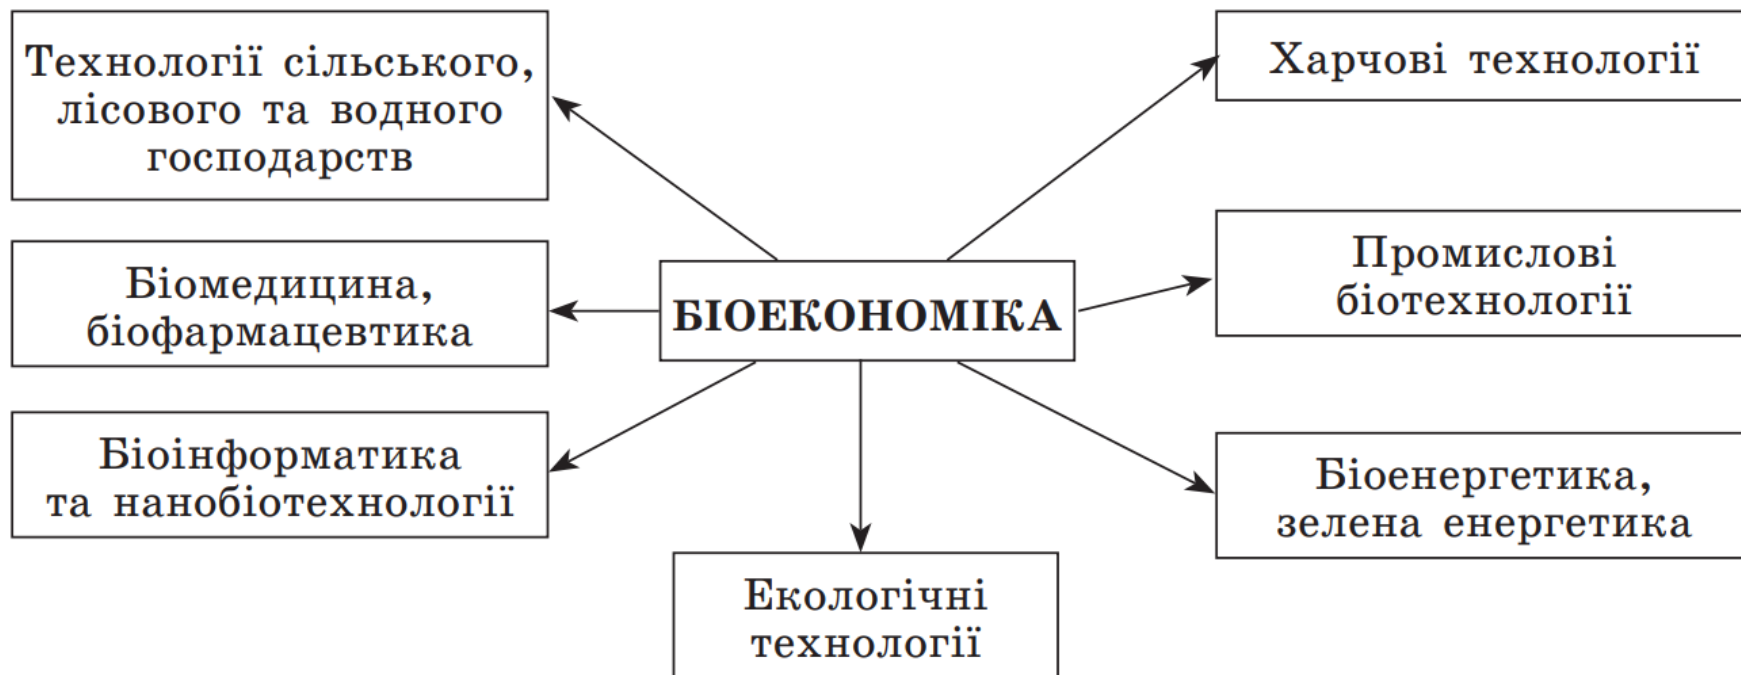 Технології сільського,
лісового та водного
господарств
Харчові технології
Біомедицина,
біофармацевтика
БІОЕКОНОМІКА
Промислові
біотехнології
Біоінформатика
та нанобіотехнології
Біоенергетика,
зелена енергетика
Екологічні
технології